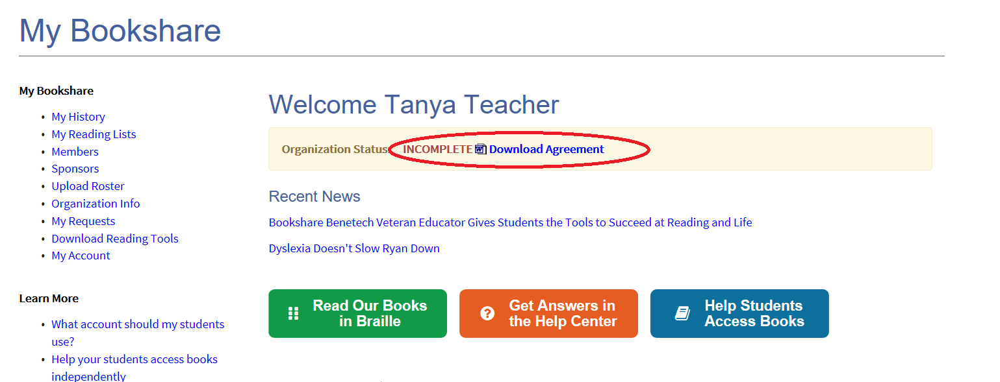 My Bookshare
My Bookshare
• My History
• My Reading Lists
• Members
• Sponsors
• Upload Roster
• Organization Info
• My Requests
• Download Reading Tools
• My Account
Learn More
• What account should my students
use?
• Help your students access books
independently
Welcome Tanya Teacher
Organization Status INCOMPLETE Download Agreement
Recent News
Bookshare Benetech Veteran Educator Gives Students the Tools to Succeed at Reading and Life
Dyslexia Doesn't Slow Ryan Down
Read Our Books
in Braille
Get Answers in
the Help Center
Help Students
Access Books